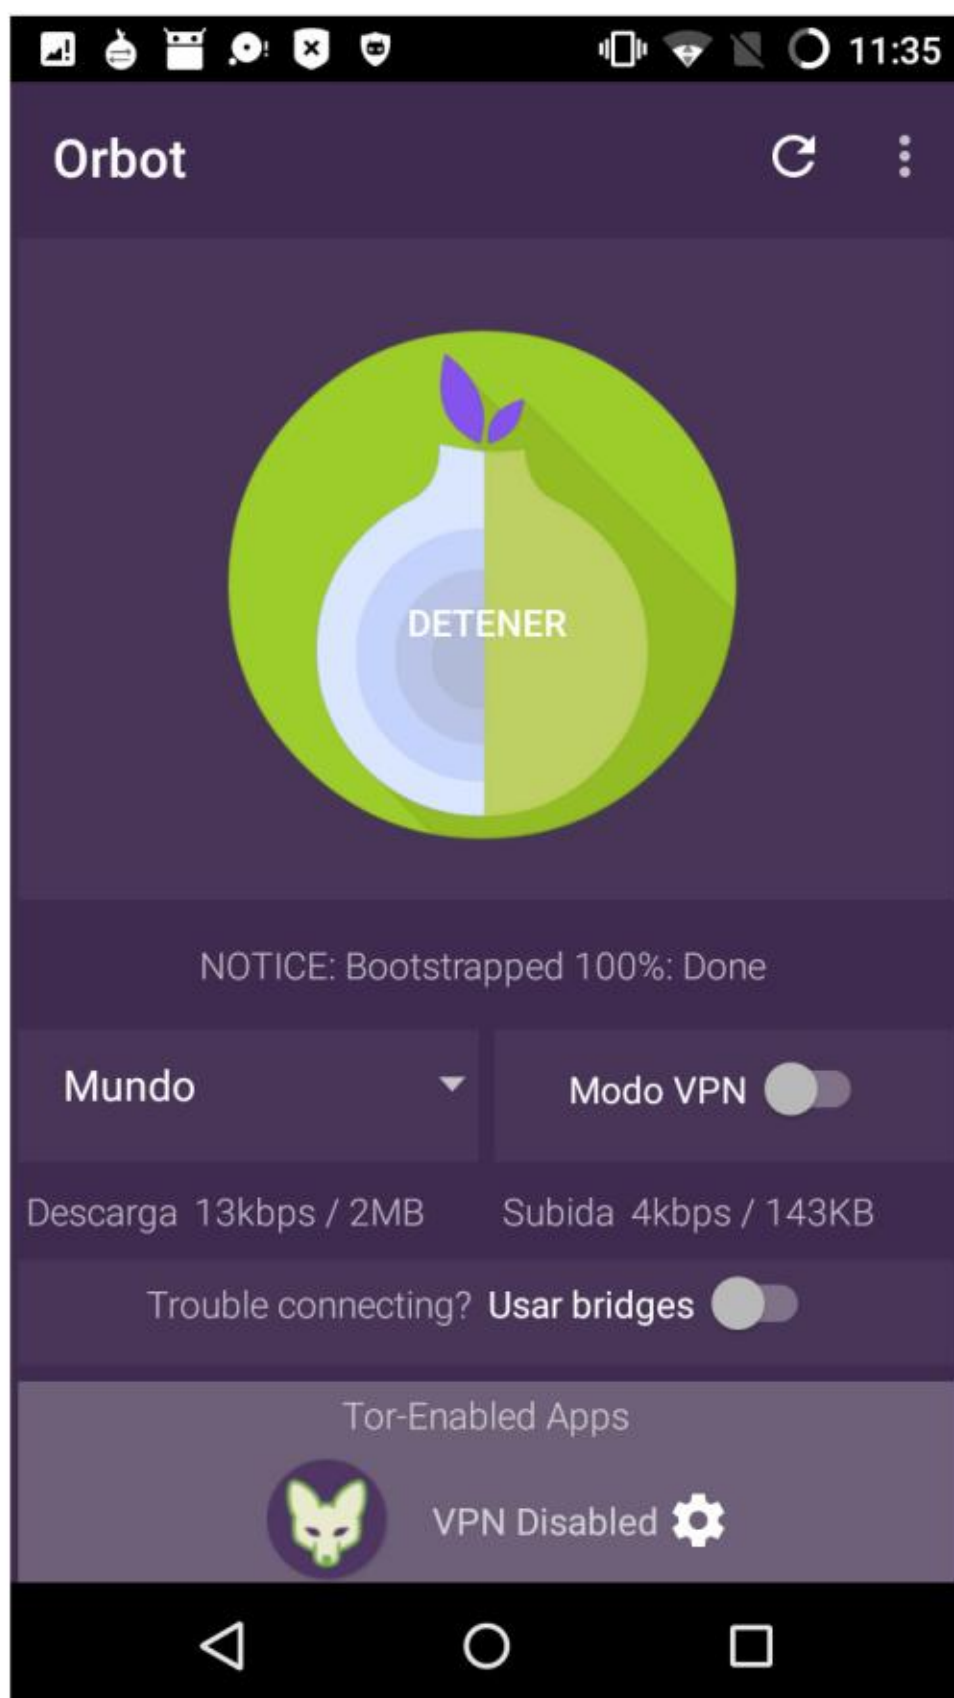 11:35
Orbot
DETENER
NOTICE: Bootstrapped 100%: Done
Mundo
Modo VPN
Descarga 13kbps / 2MB
Subida 4kbps / 143KB
Trouble connecting? Usar bridges
Tor-Enabled Apps
VPN Disabled